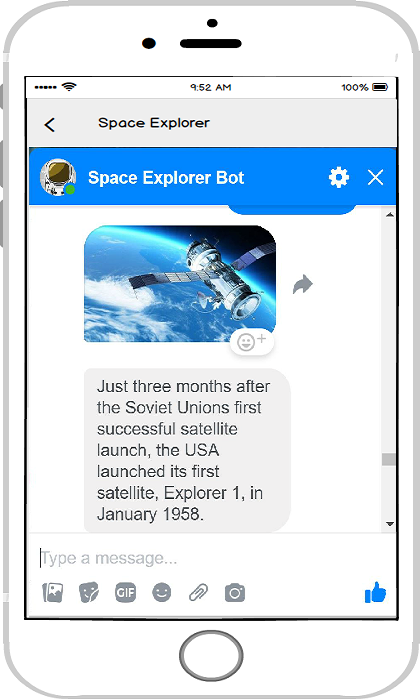 9:52 AM
100%
Space Explorer
Space Explorer Bot
Just three months after
the Soviet Unions first
successful satellite
launch, the USA
launched its first
satellite, Explorer 1, in
January 1958.
Type a message...
GIF